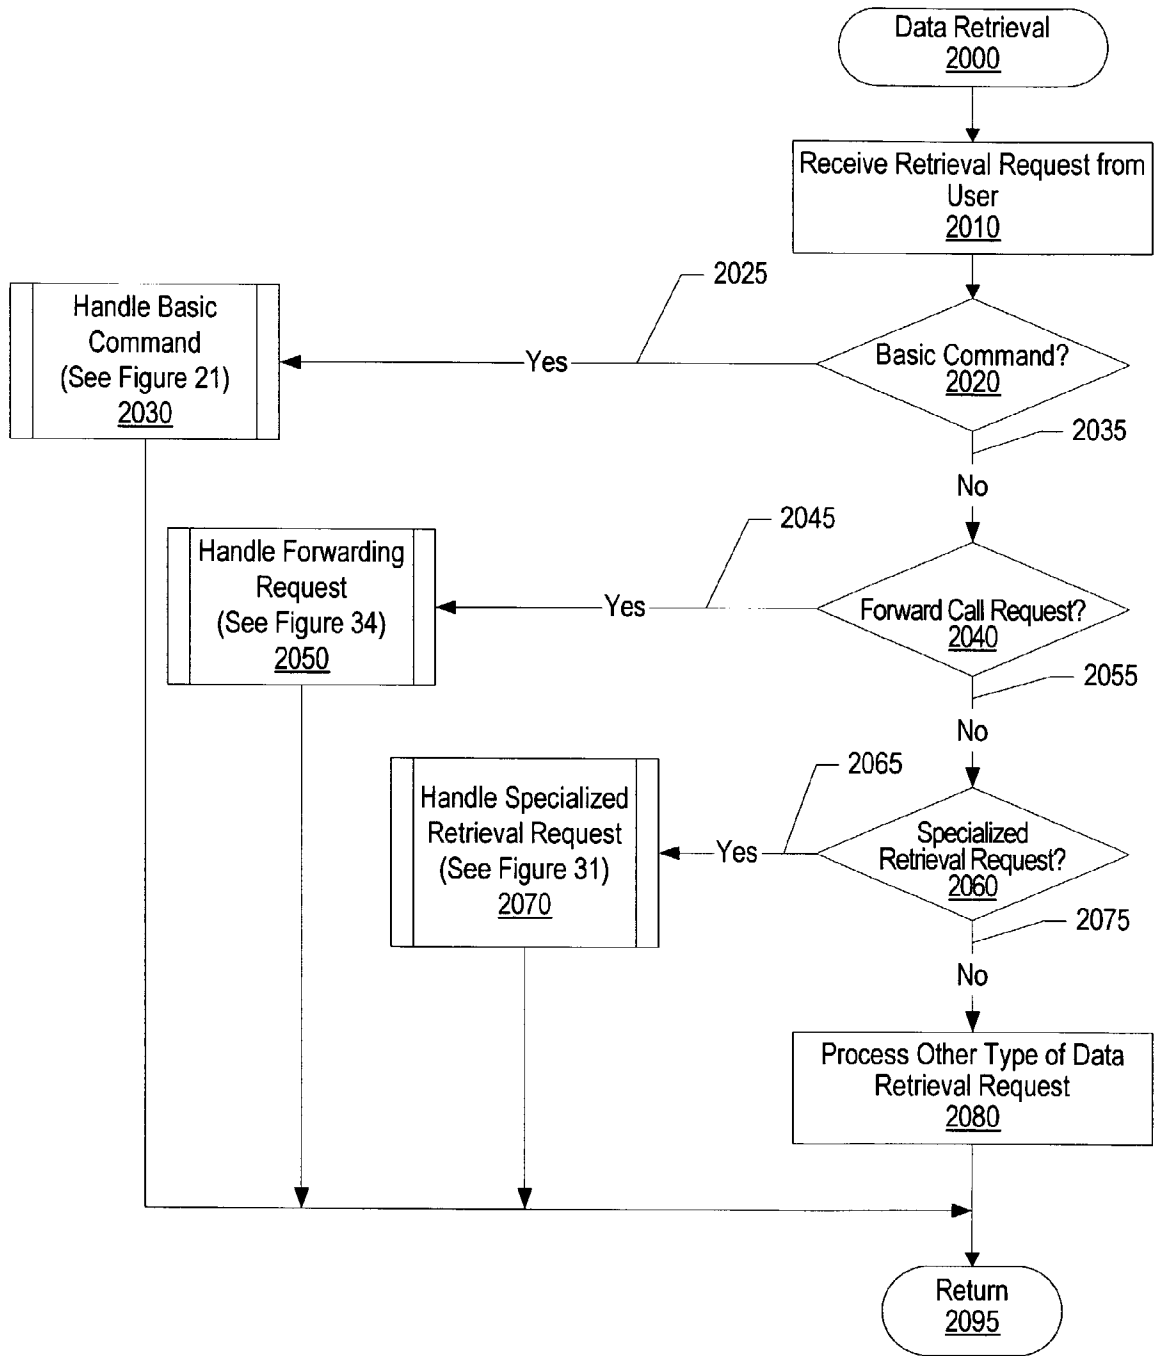 Data Retrieval
2000
Receive Retrieval Request from
User
2010
2025
Handle Basic
Command
(See Figure 21)
2030
Yes
Basic Command?
2020
2035
No
2045
Handle Forwarding
Request
(See Figure 34)
2050
Yes
Forward Call Request?
2040
2055
No
2065
Handle Specialized
Retrieval Request
(See Figure 31)
2070
Yes
Specialized
Retrieval Request?
2060
2075
No
Process Other Type of Data
Retrieval Request
2080
Return
2095